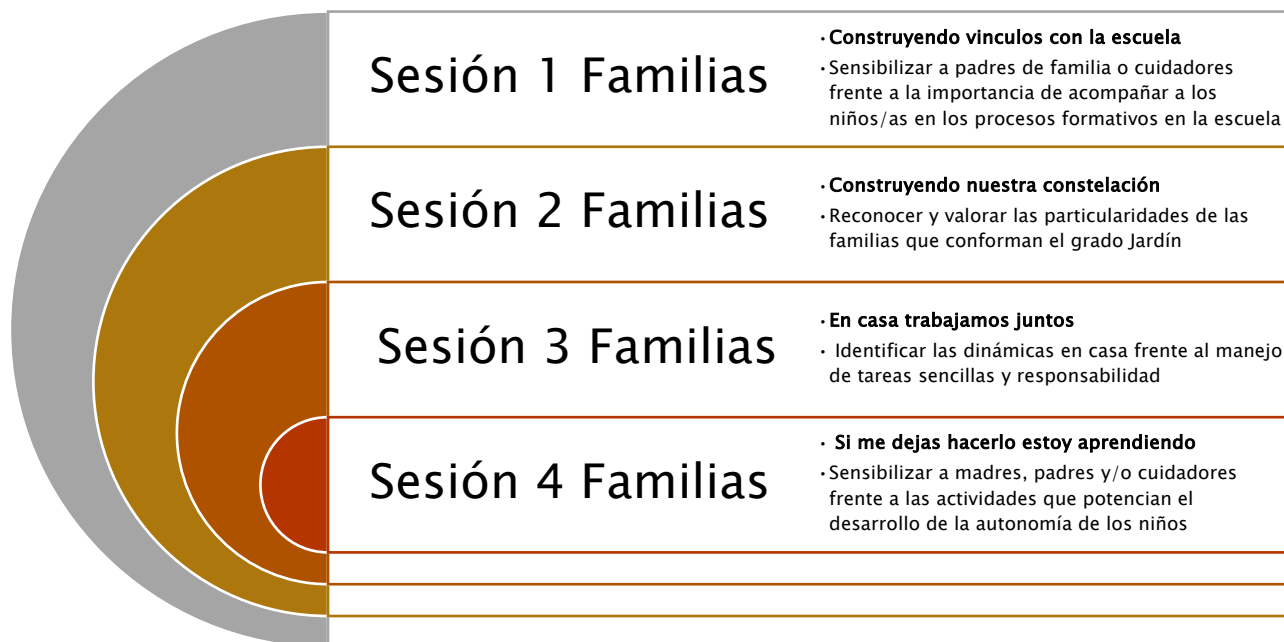 Sesión 1 Familias
·Construyendo vinculos con la escuela
·Sensibilizar a padres de familia o cuidadores
frente a la importancia de acompañar a los
niños/as en los procesos formativos en la escuela
Sesión 2 Familias
·Construyendo nuestra constelación
·Reconocer y valorar las particularidades de las
familias que conforman el grado Jardín
Sesión 3 Familias
·En casa trabajamos juntos
· Identificar las dinámicas en casa frente al manejo
de tareas sencillas y responsabilidad
Sesión 4 Familias
· Si me dejas hacerlo estoy aprendiendo
·Sensibilizar a madres, padres y/o cuidadores
frente a las actividades que potencian el
desarrollo de la autonomía de los niños